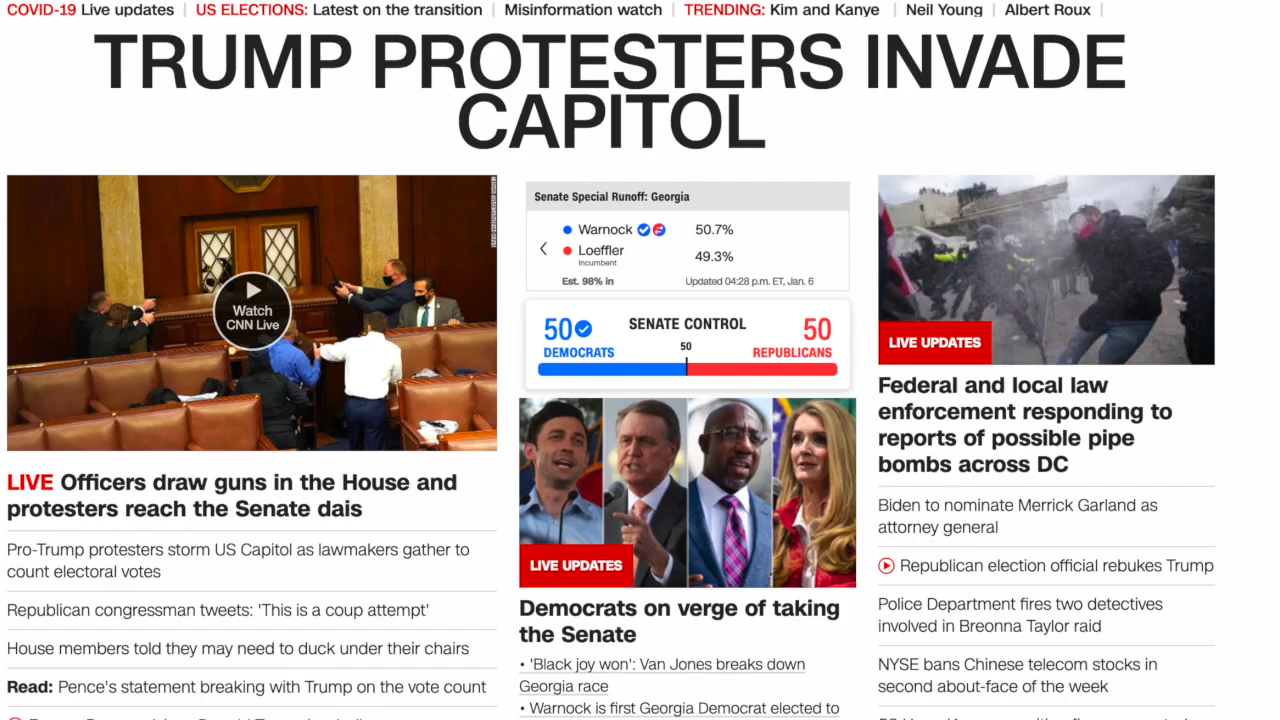 COVID-19 Live updates | US ELECTIONS: Latest on the transition | Misinformation watch | TRENDING: Kim and Kanye | Neil Young | Albert Roux |
TRUMP PROTESTERS INVADE
CAPITOL
Watch
CNN Live
LIVE Officers draw guns in the House and
protesters reach the Senate dais
Pro-Trump protesters storm US Capitol as lawmakers gather to
count electoral votes
Republican congressman tweets: 'This is a coup attempt'
House members told they may need to duck under their chairs
Read: Pence's statement breaking with Trump on the vote count
Senate Special Runoff: Georgia
Warnock 50.7%
Loeffler 49.3%
Incumbent
Est. 98% in Updated 04:28 p.m. ET, Jan. 6
50 SENATE CONTROL 50
DEMOCRATS 50 REPUBLICANS
LIVE UPDATES
Democrats on verge of taking
the Senate
• 'Black joy won': Van Jones breaks down
Georgia race
• Warnock is first Georgia Democrat elected to
LIVE UPDATES
Federal and local law
enforcement responding to
reports of possible pipe
bombs across DC
Biden to nominate Merrick Garland as
attorney general
Republican election official rebukes Trump
Police Department fires two detectives
involved in Breonna Taylor raid
NYSE bans Chinese telecom stocks in
second about-face of the week